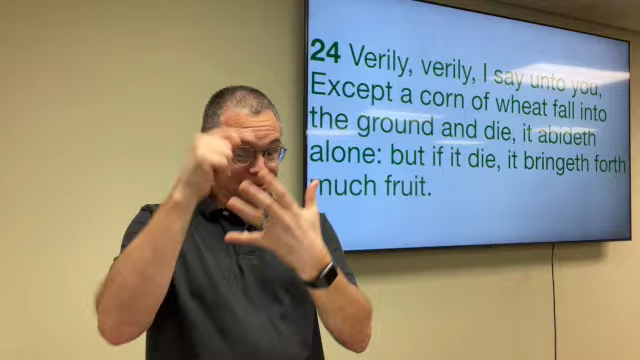 24 Verily, verily, I say unto you,
Except a corn of wheat fall into
the ground and die, it abideth
alone: but if it die, it bringeth forth
much fruit.